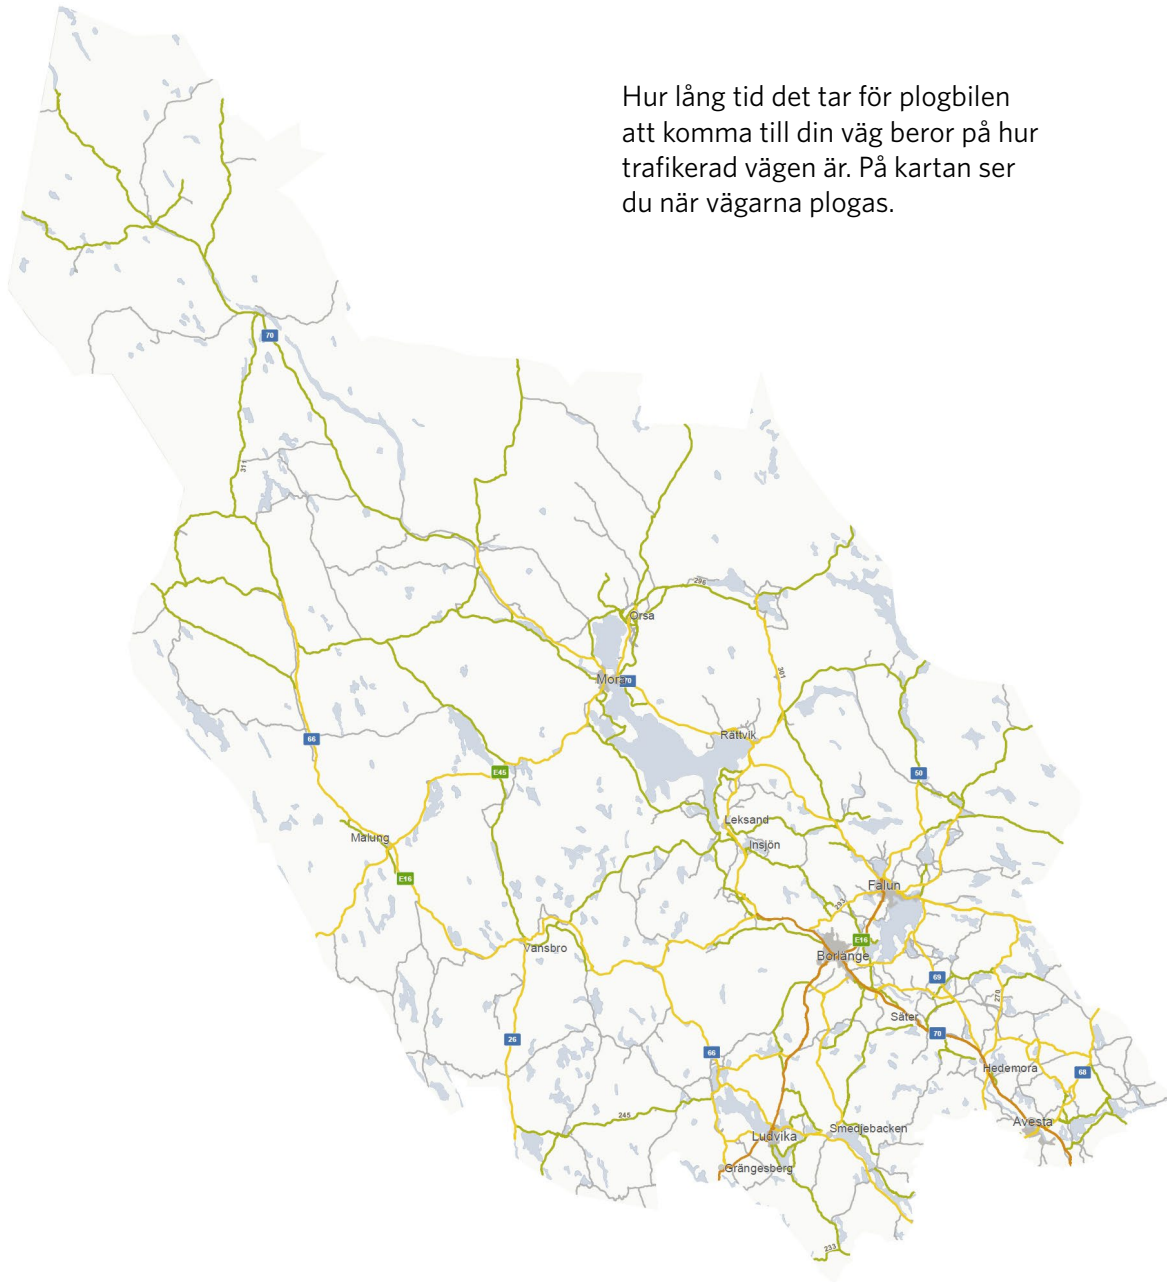 Hur lång tid det tar för plogbilen
att komma till din väg beror på hur
trafikerad vägen är. På kartan ser
du när vägarna plogas.
70
311
296
Orsa
Mora
70
301
66
Rättvik
E45
50
Leksand
Malung
Insjön
E16
Falun
293
E16
Vansbro
Borlänge
69
270
Säter
26
70
66
Hedemora
68
245
Avesta
Smedjebacken
Ludvika
Grängesberg
233